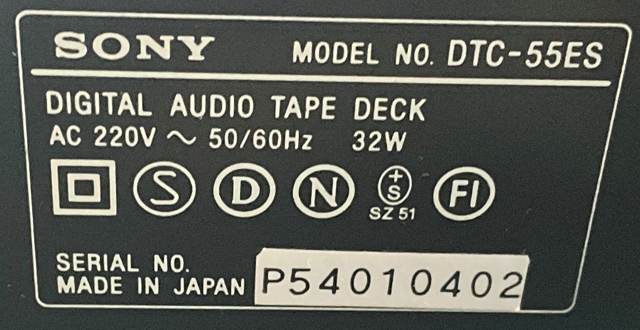 SONY MODEL NO. DTC-55ES
DIGITAL AUDIO TAPE DECK
AC 220V ～ 50/60Hz 32W
S D N +S FI
SZ 51
SERIAL NO.
MADE IN JAPAN P54010402